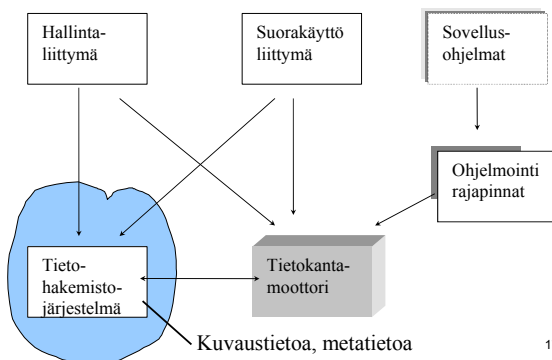 Hallinta-
liittymä
Suorakäyttö
liittymä
Sovellus-
ohjelmat
Ohjelmointi
rajapinnat
Tieto-
hakemisto-
järjestelmä
Tietokanta-
moottori
Kuvaustietoa, metatietoa
1